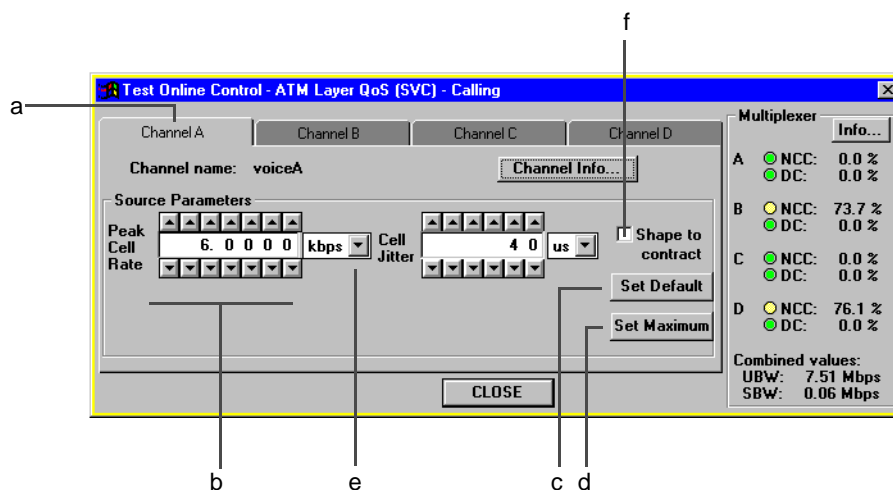 f
Test Online Control - ATM Layer QoS (SVC) - Calling
a
Channel A
Channel B
Channel C
Channel D
Channel name: voiceA
Channel Info...
Source Parameters
Peak Cell Rate
6. 0 0 0 0
kbps
Cell Jitter
4 0
us
Shape to contract
Set Default
Set Maximum
CLOSE
Multiplexer
Info...
A NCC: 0.0 %
DC: 0.0 %
B NCC: 73.7 %
DC: 0.0 %
C NCC: 0.0 %
DC: 0.0 %
D NCC: 76.1 %
DC: 0.0 %
Combined values:
UBW: 7.51 Mbps
SBW: 0.06 Mbps
b
e
c
d